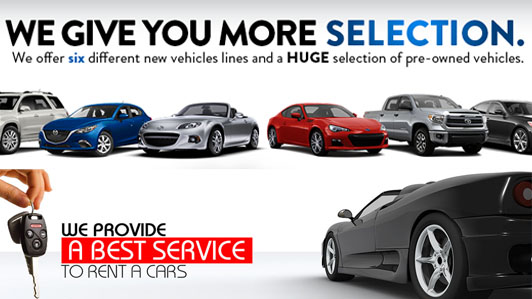 WE GIVE YOU MORE SELECTION.
We offer six different new vehicles lines and a HUGE selection of pre-owned vehicles.
WE PROVIDE
A BEST SERVICE
TO RENT A CARS